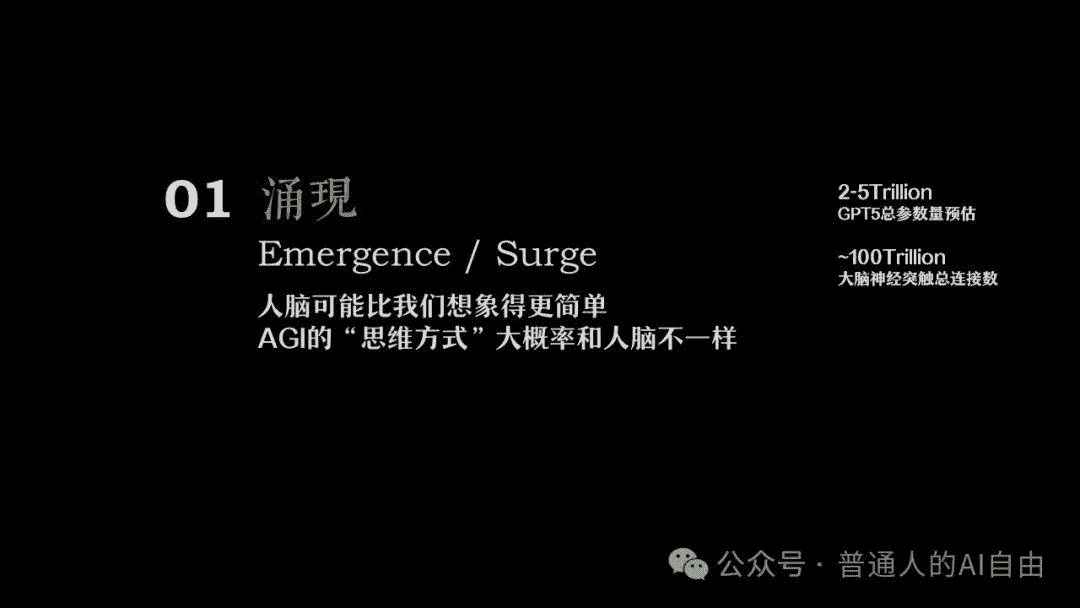 01 涌現
Emergence / Surge
人脑可能比我们想象得更简单
AGI的“思维方式”大概率和人脑不一样
2-5Trillion
GPT5总参数量预估
~100Trillion
大脑神经突触总连接数
公众号·普通人的AI自由